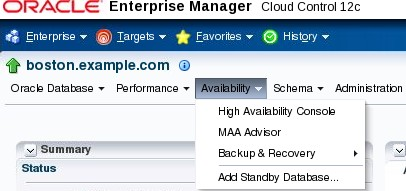 ORACLE Enterprise Manager Cloud Control 12c
Enterprise Targets Favorites History
boston.example.com
Oracle Database Performance Availability Schema Administration
High Availability Console
MAA Advisor
Backup & Recovery
Add Standby Database...
Summary
Status